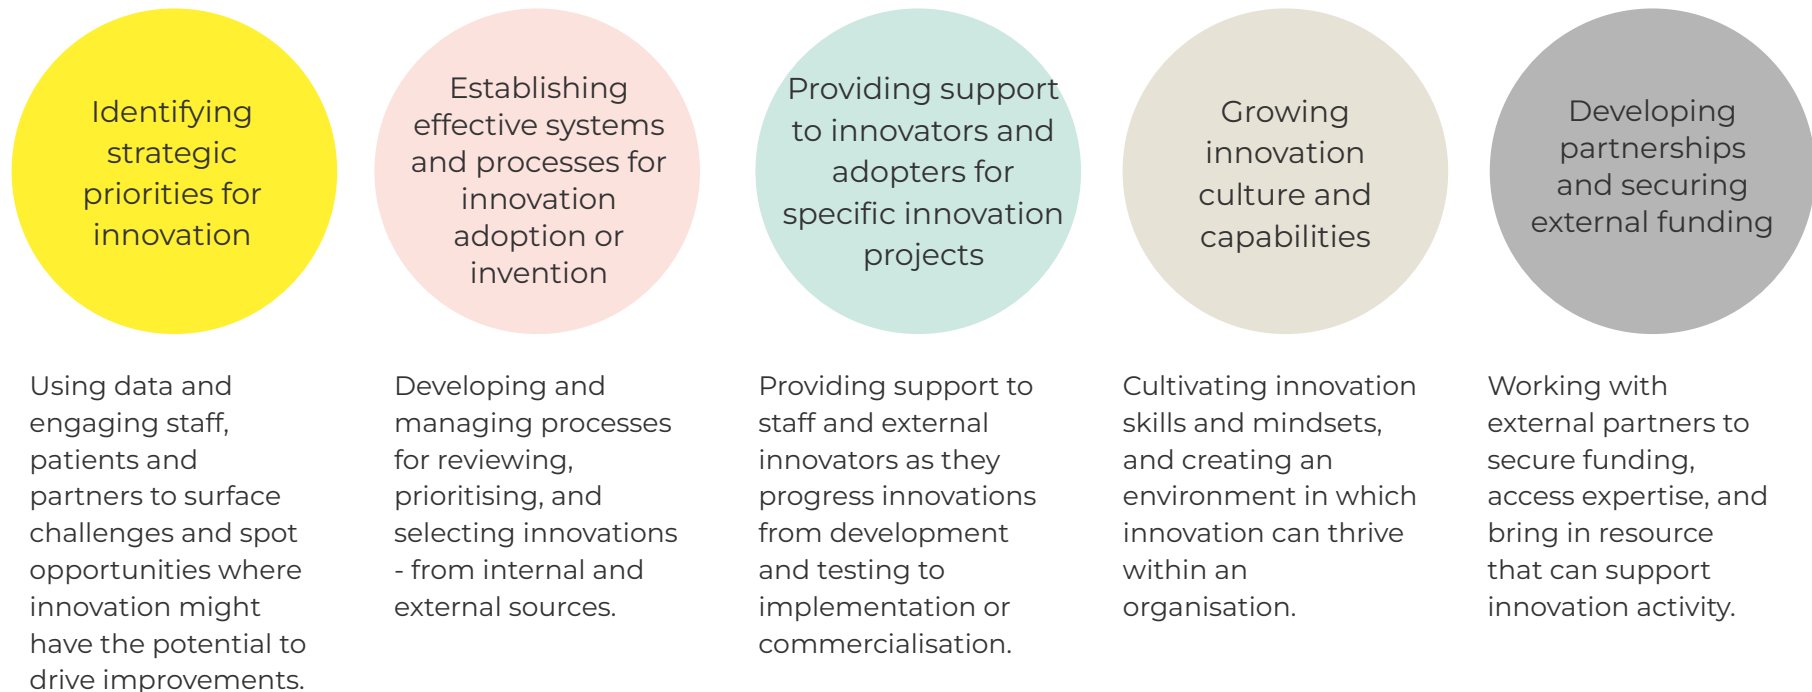 Identifying
strategic
priorities for
innovation
Establishing
effective systems
and processes for
innovation
adoption or
invention
Providing support
to innovators and
adopters for
specific innovation
projects
Growing
innovation
culture and
capabilities
Developing
partnerships
and securing
external funding
Using data and
engaging staff,
patients and
partners to surface
challenges and spot
opportunities where
innovation might
have the potential to
drive improvements.
Developing and
managing processes
for reviewing,
prioritising, and
selecting innovations
- from internal and
external sources.
Providing support to
staff and external
innovators as they
progress innovations
from development
and testing to
implementation or
commercialisation.
Cultivating innovation
skills and mindsets,
and creating an
environment in which
innovation can thrive
within an
organisation.
Working with
external partners to
secure funding,
access expertise, and
bring in resource
that can support
innovation activity.